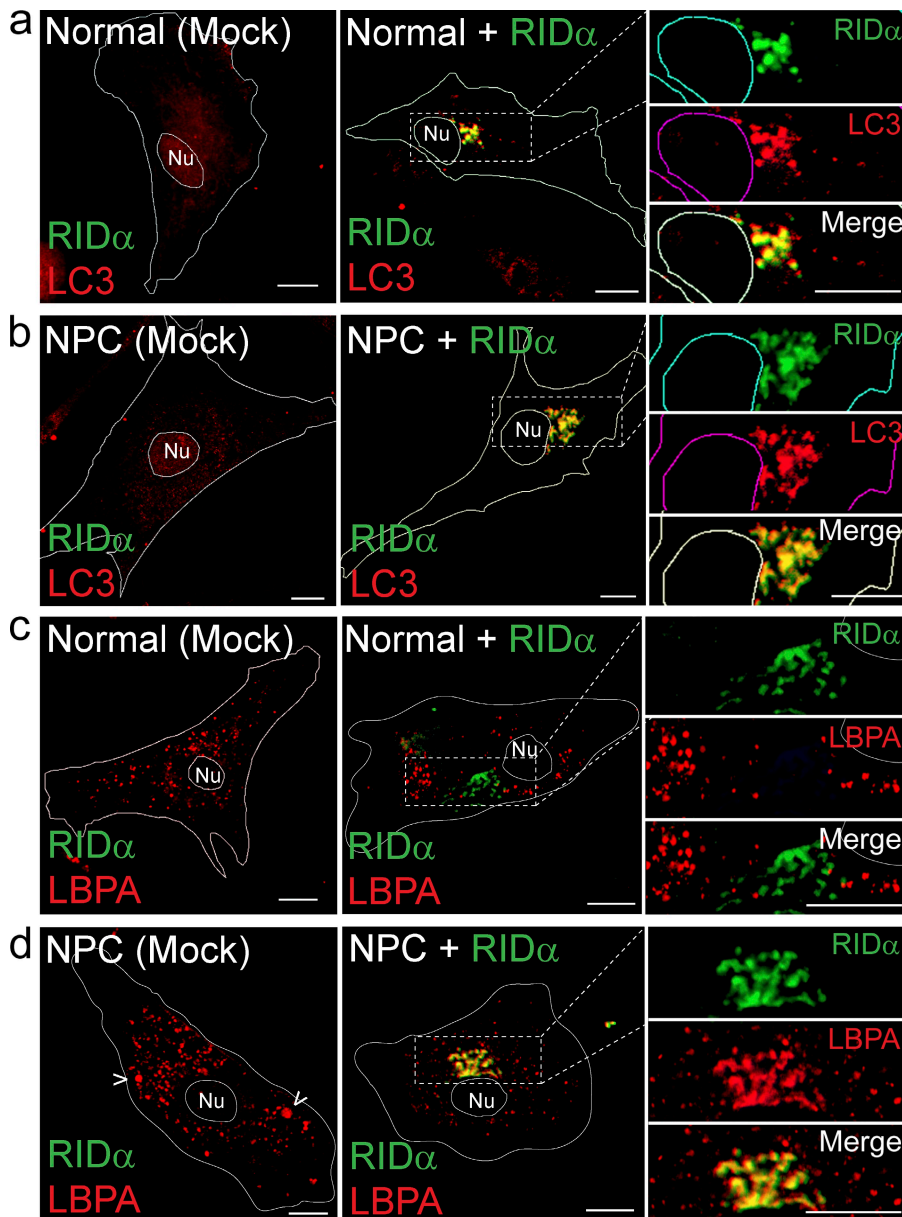 a
Normal (Mock)
Nu
RIDα
LC3
Normal + RIDα
Nu
RIDα
LC3
Merge
b
NPC (Mock)
Nu
RIDα
LC3
NPC + RIDα
Nu
RIDα
LC3
RIDα
LC3
Merge
c
Normal (Mock)
Nu
RIDα
LBPA
Normal + RIDα
Nu
RIDα
LBPA
RIDα
LBPA
Merge
d
NPC (Mock)
>
>
Nu
RIDα
LBPA
NPC + RIDα
Nu
RIDα
LBPA
RIDα
LBPA
Merge